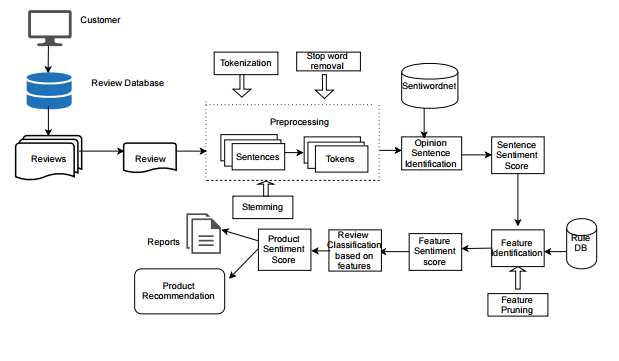 Customer
Review Database
Tokenization
Stop word
removal
Sentiwordnet
Preprocessing
Reviews
Review
Sentences
Tokens
Opinion
Sentence
Identification
Sentence
Sentiment
Score
Stemming
Reports
Product
Sentiment
Score
Review
Classification
based on
features
Feature
Sentiment
score
Feature
Identification
Rule
DB
Product
Recommendation
Feature
Pruning